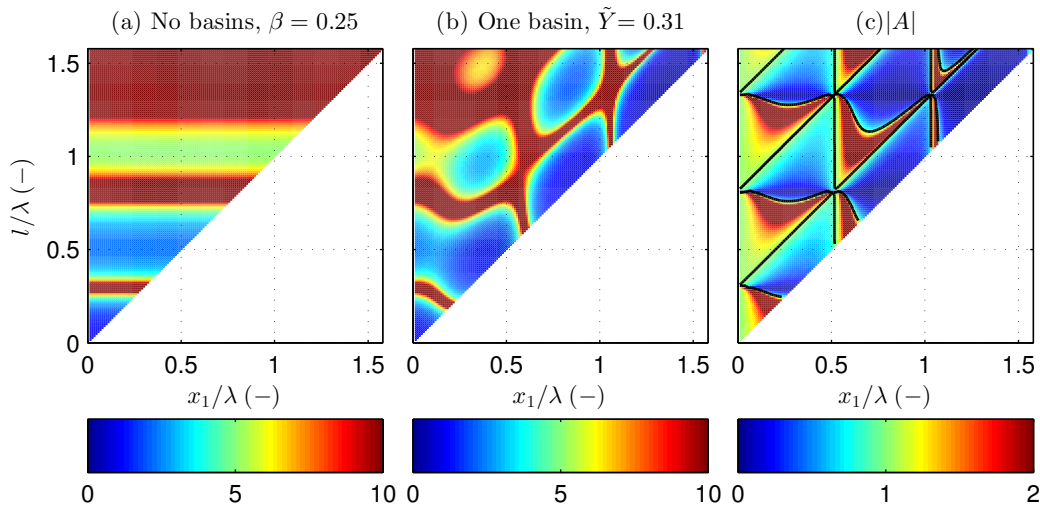 (a) No basins, β = 0.25
(b) One basin, Ỹ = 0.31
(c)|A|
1.5
1
0.5
0
l/λ (−)
0 0.5 1 1.5
0 0.5 1 1.5
0 0.5 1 1.5
x₁/λ (−)
x₁/λ (−)
x₁/λ (−)
0 5 10
0 5 10
0 1 2